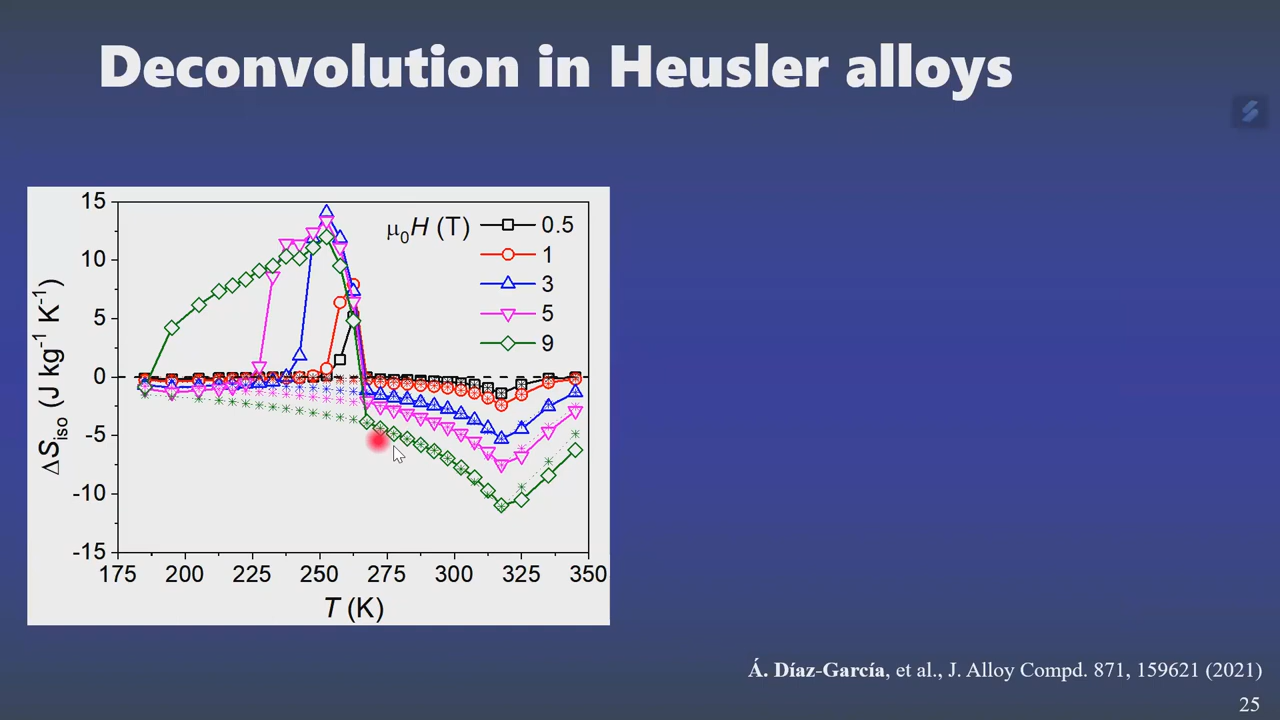 Deconvolution in Heusler alloys
μ0H (T)
0.5
1
3
5
9
15
10
5
0
-5
-10
-15
ΔSiso (J kg-1 K-1)
175 200 225 250 275 300 325 350
T (K)
Á. Díaz-García, et al., J. Alloy Compd. 871, 159621 (2021)
25